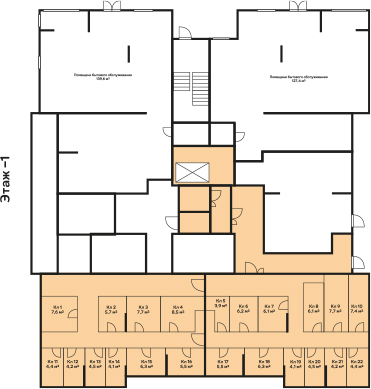 Этаж –1
Помещение бытового обслуживания
139,6 м²
Помещение бытового обслуживания
127,4 м²
Кл 1
7,6 м²
Кл 2
5,7 м²
Кл 3
7,7 м²
Кл 4
8,5 м²
Кл 5
3,9 м²
Кл 6
6,2 м²
Кл 7
6,1 м²
Кл 8
6,1 м²
Кл 9
7,7 м²
Кл 10
7,4 м²
Кл 11
4,4 м²
Кл 12
4,2 м²
Кл 13
4,5 м²
Кл 14
4,1 м²
Кл 15
6,3 м²
Кл 16
5,5 м²
Кл 17
5,5 м²
Кл 18
6,3 м²
Кл 19
4,1 м²
Кл 20
4,5 м²
Кл 21
4,2 м²
Кл 22
4,4 м²